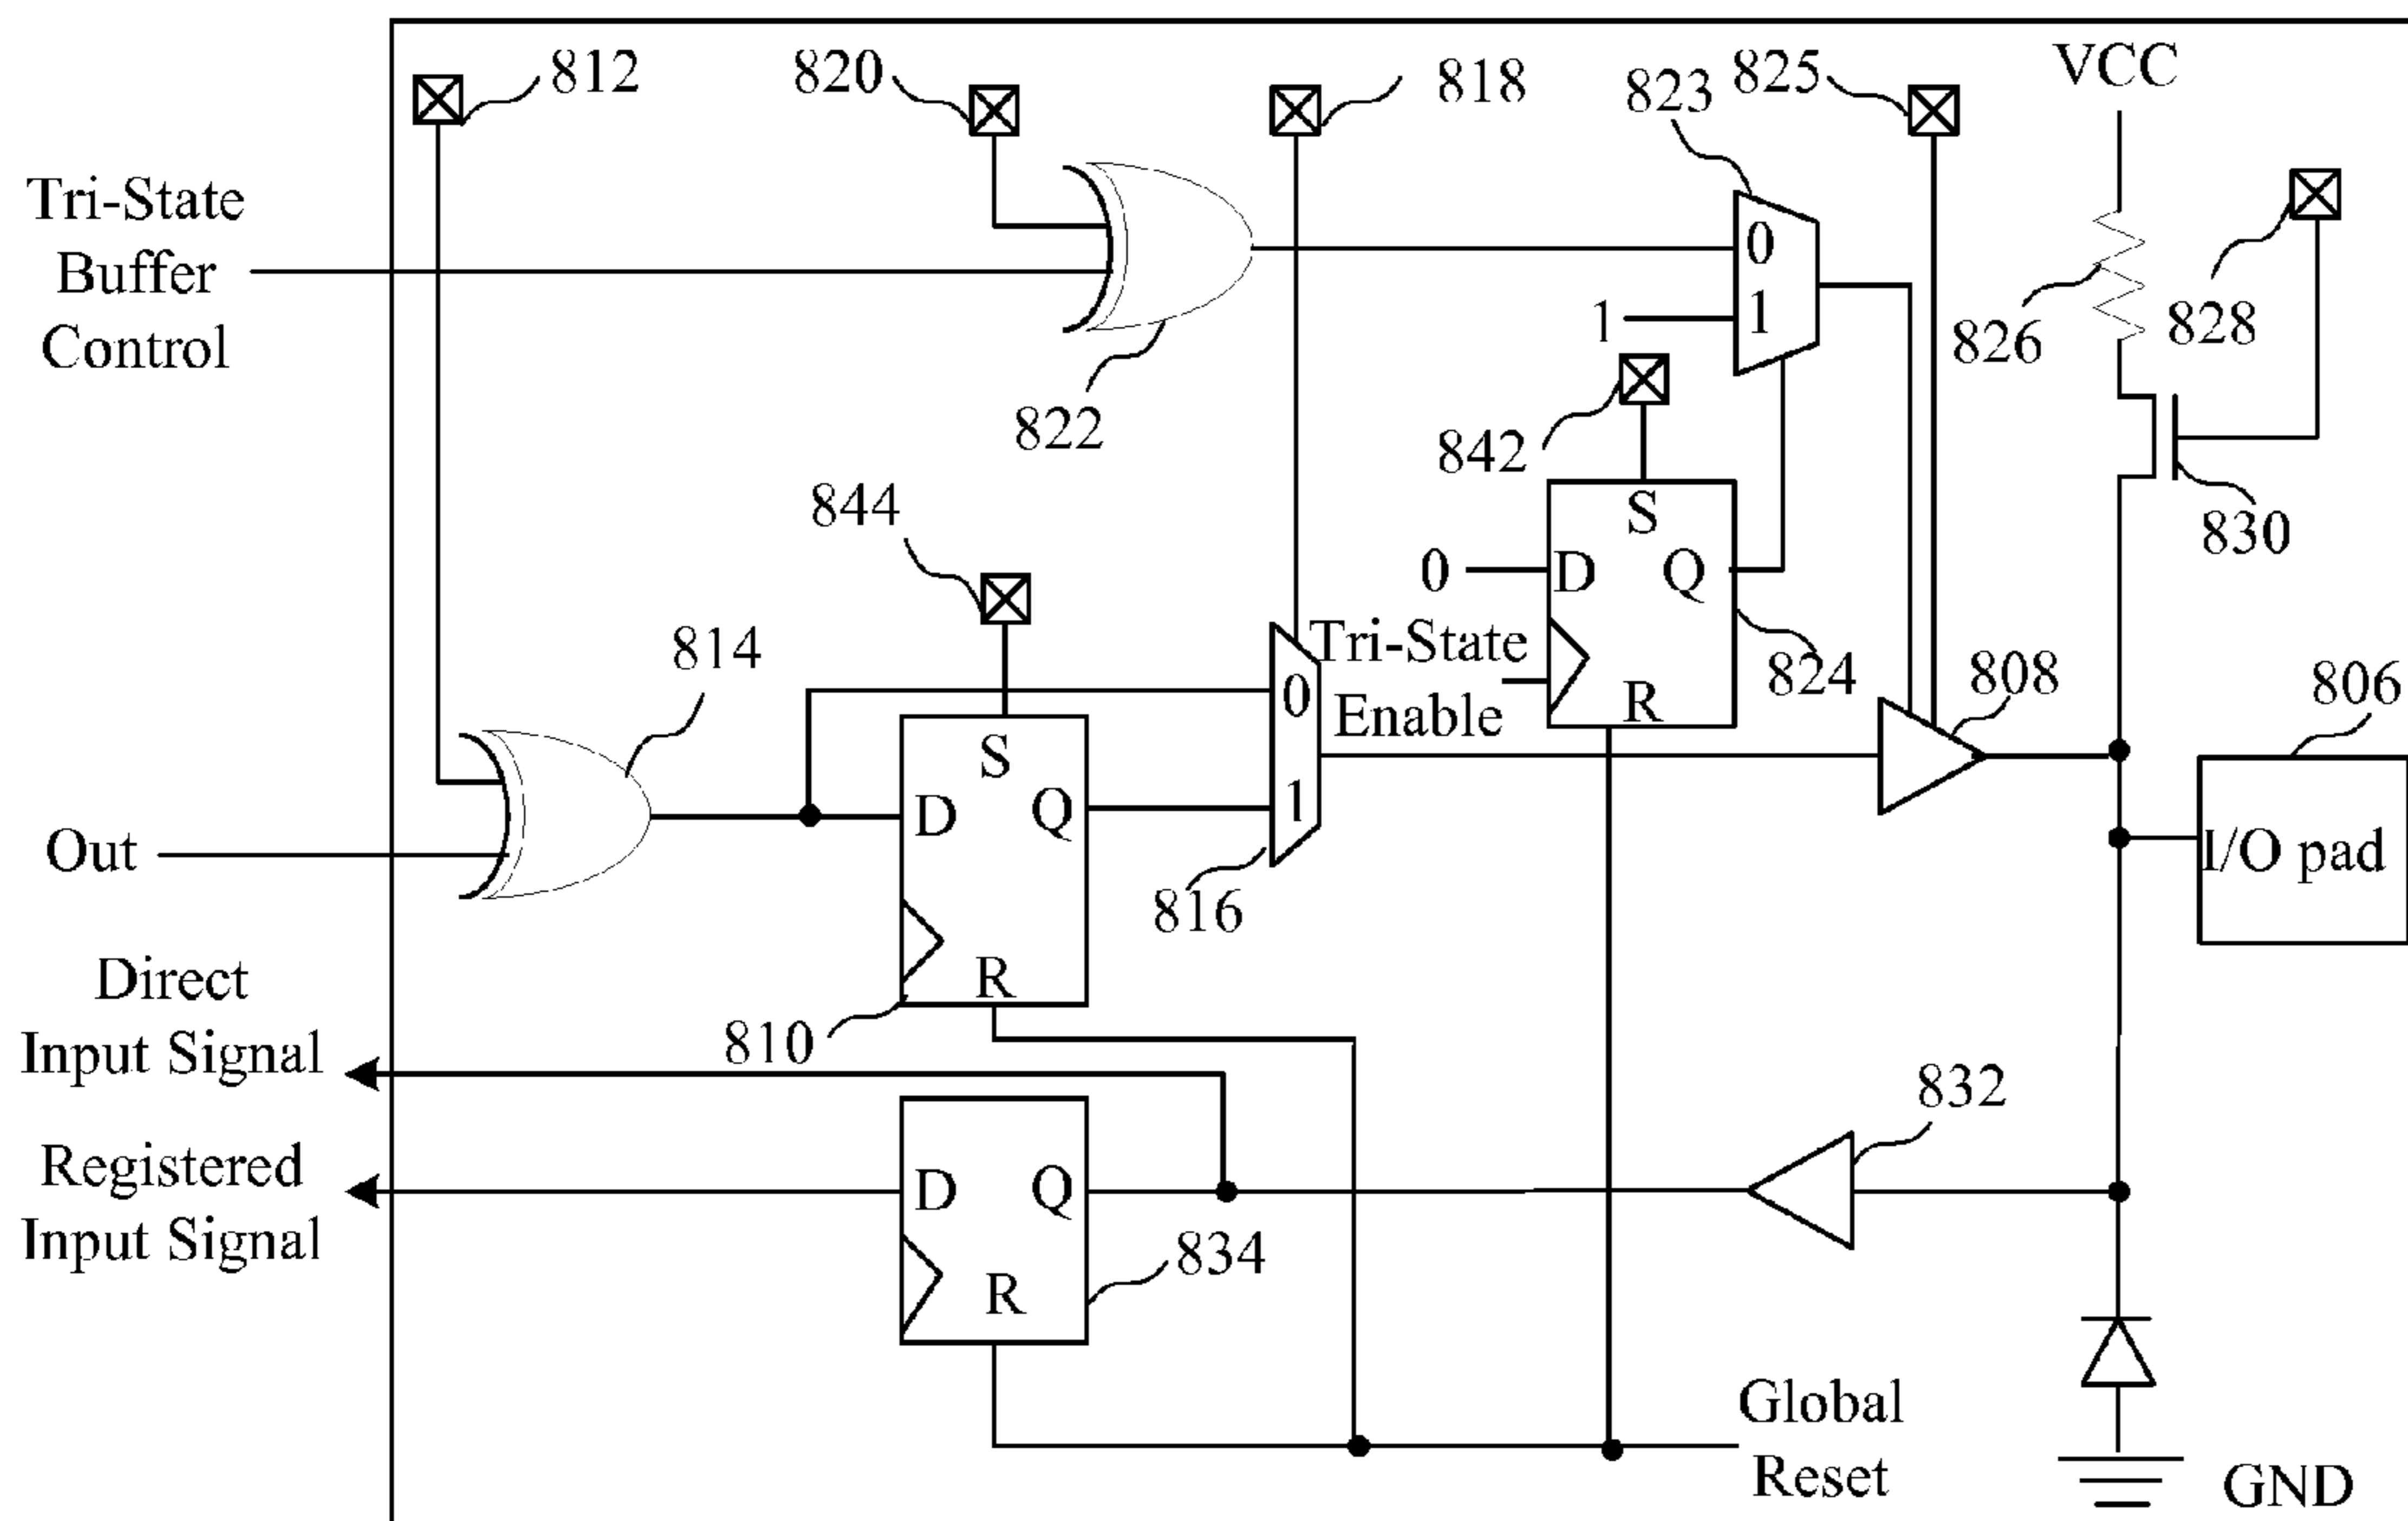 812
820
818
823
825
VCC
Tri-State
Buffer
Control
0
1
1
822
842
826
828
830
844
S
0
D
Q
814
Tri-State
Enable
R
824
808
806
0
S
D
Q
1
Out
816
I/O pad
R
810
Direct
Input Signal
832
Registered
Input Signal
D
Q
834
R
Global
Reset
GND